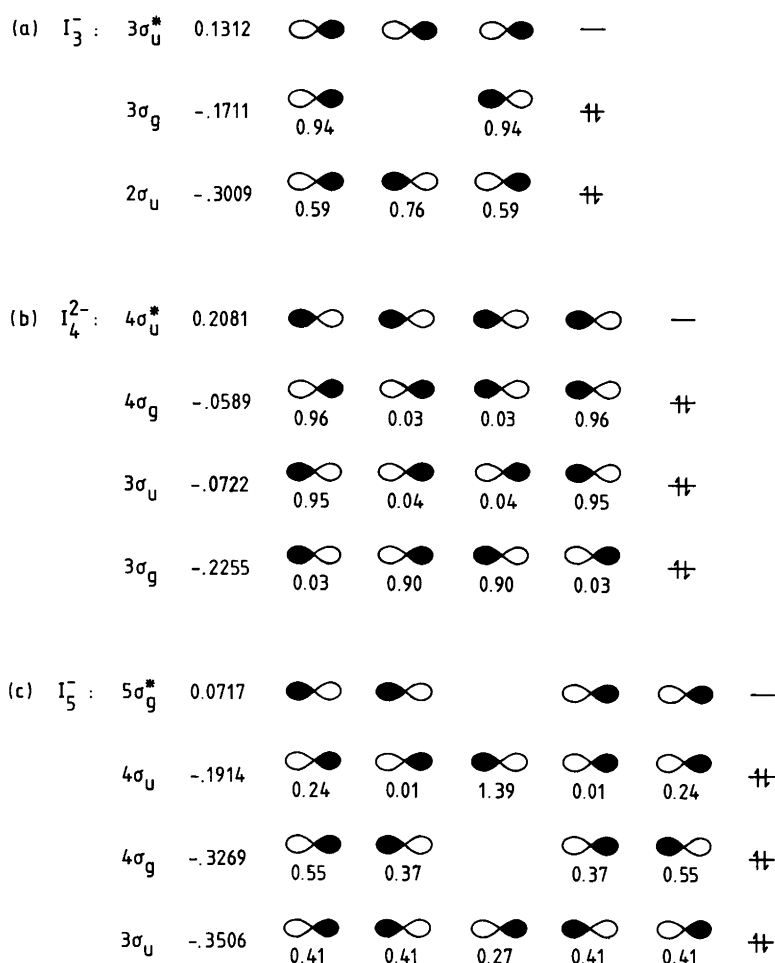 (a) I3- : 3σu* 0.1312
3σg -.1711
0.94 0.94
2σu -.3009
0.59 0.76 0.59
(b) I42- : 4σu* 0.2081
4σg -.0589
0.96 0.03 0.03 0.96
3σu -.0722
0.95 0.04 0.04 0.95
3σg -.2255
0.03 0.90 0.90 0.03
(c) I5- : 5σg* 0.0717
4σu -.1914
0.24 0.01 1.39 0.01 0.24
4σg -.3269
0.55 0.37 0.37 0.55
3σu -.3506
0.41 0.41 0.27 0.41 0.41